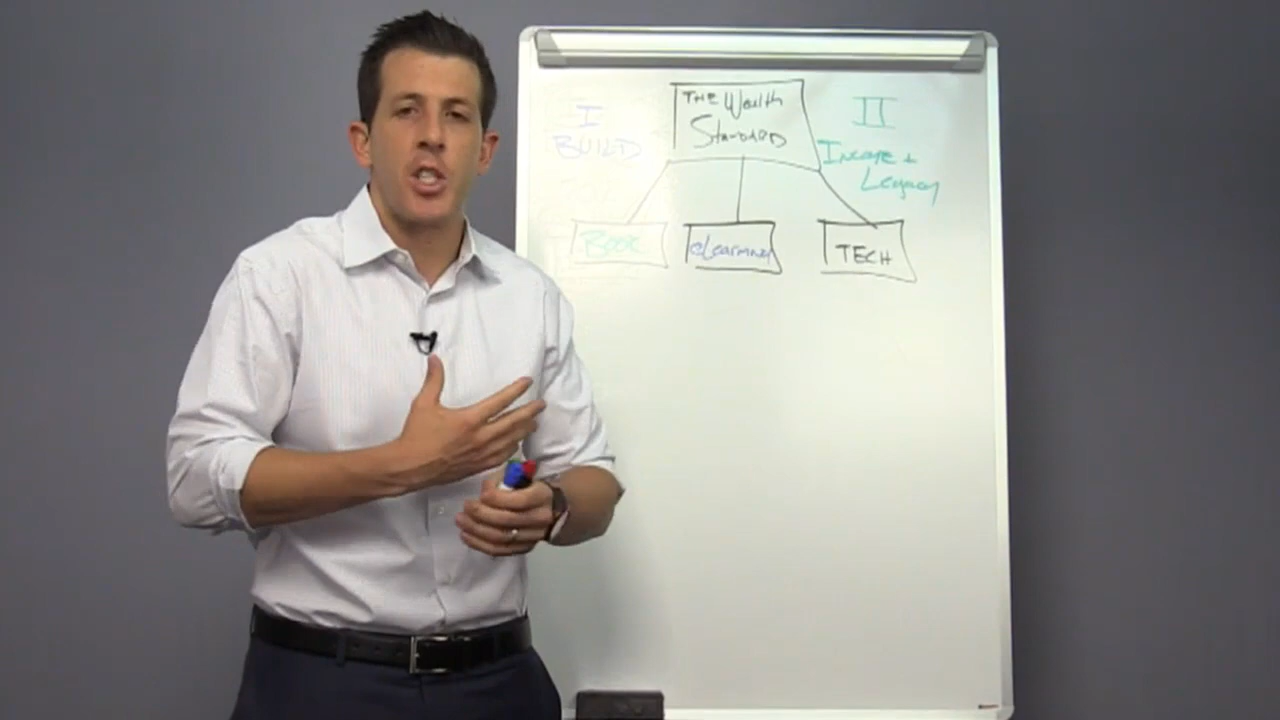 I
BUILD
THE Wealth
STANDARD
II
Income +
Legacy
BOOK
eLearning
TECH